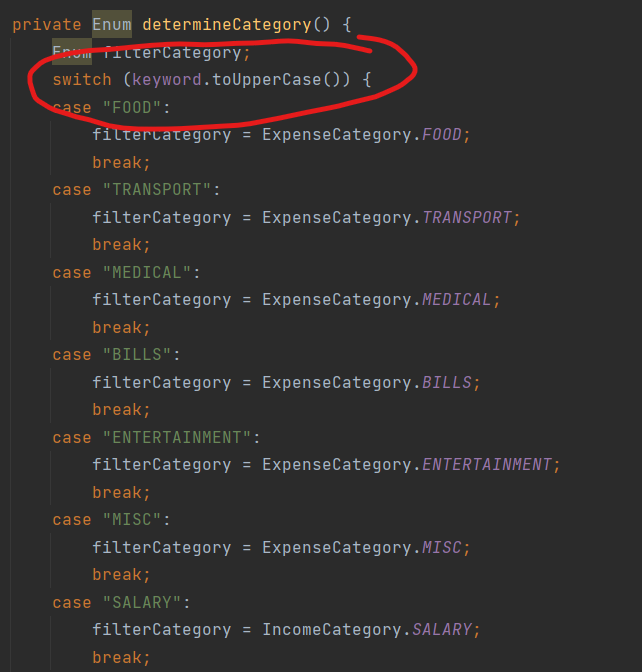 private Enum determineCategory() {
Enum filterCategory;
switch (keyword.toUpperCase()) {
case "FOOD":
filterCategory = ExpenseCategory.FOOD;
break;
case "TRANSPORT":
filterCategory = ExpenseCategory.TRANSPORT;
break;
case "MEDICAL":
filterCategory = ExpenseCategory.MEDICAL;
break;
case "BILLS":
filterCategory = ExpenseCategory.BILLS;
break;
case "ENTERTAINMENT":
filterCategory = ExpenseCategory.ENTERTAINMENT;
break;
case "MISC":
filterCategory = ExpenseCategory.MISC;
break;
case "SALARY":
filterCategory = IncomeCategory.SALARY;
break;